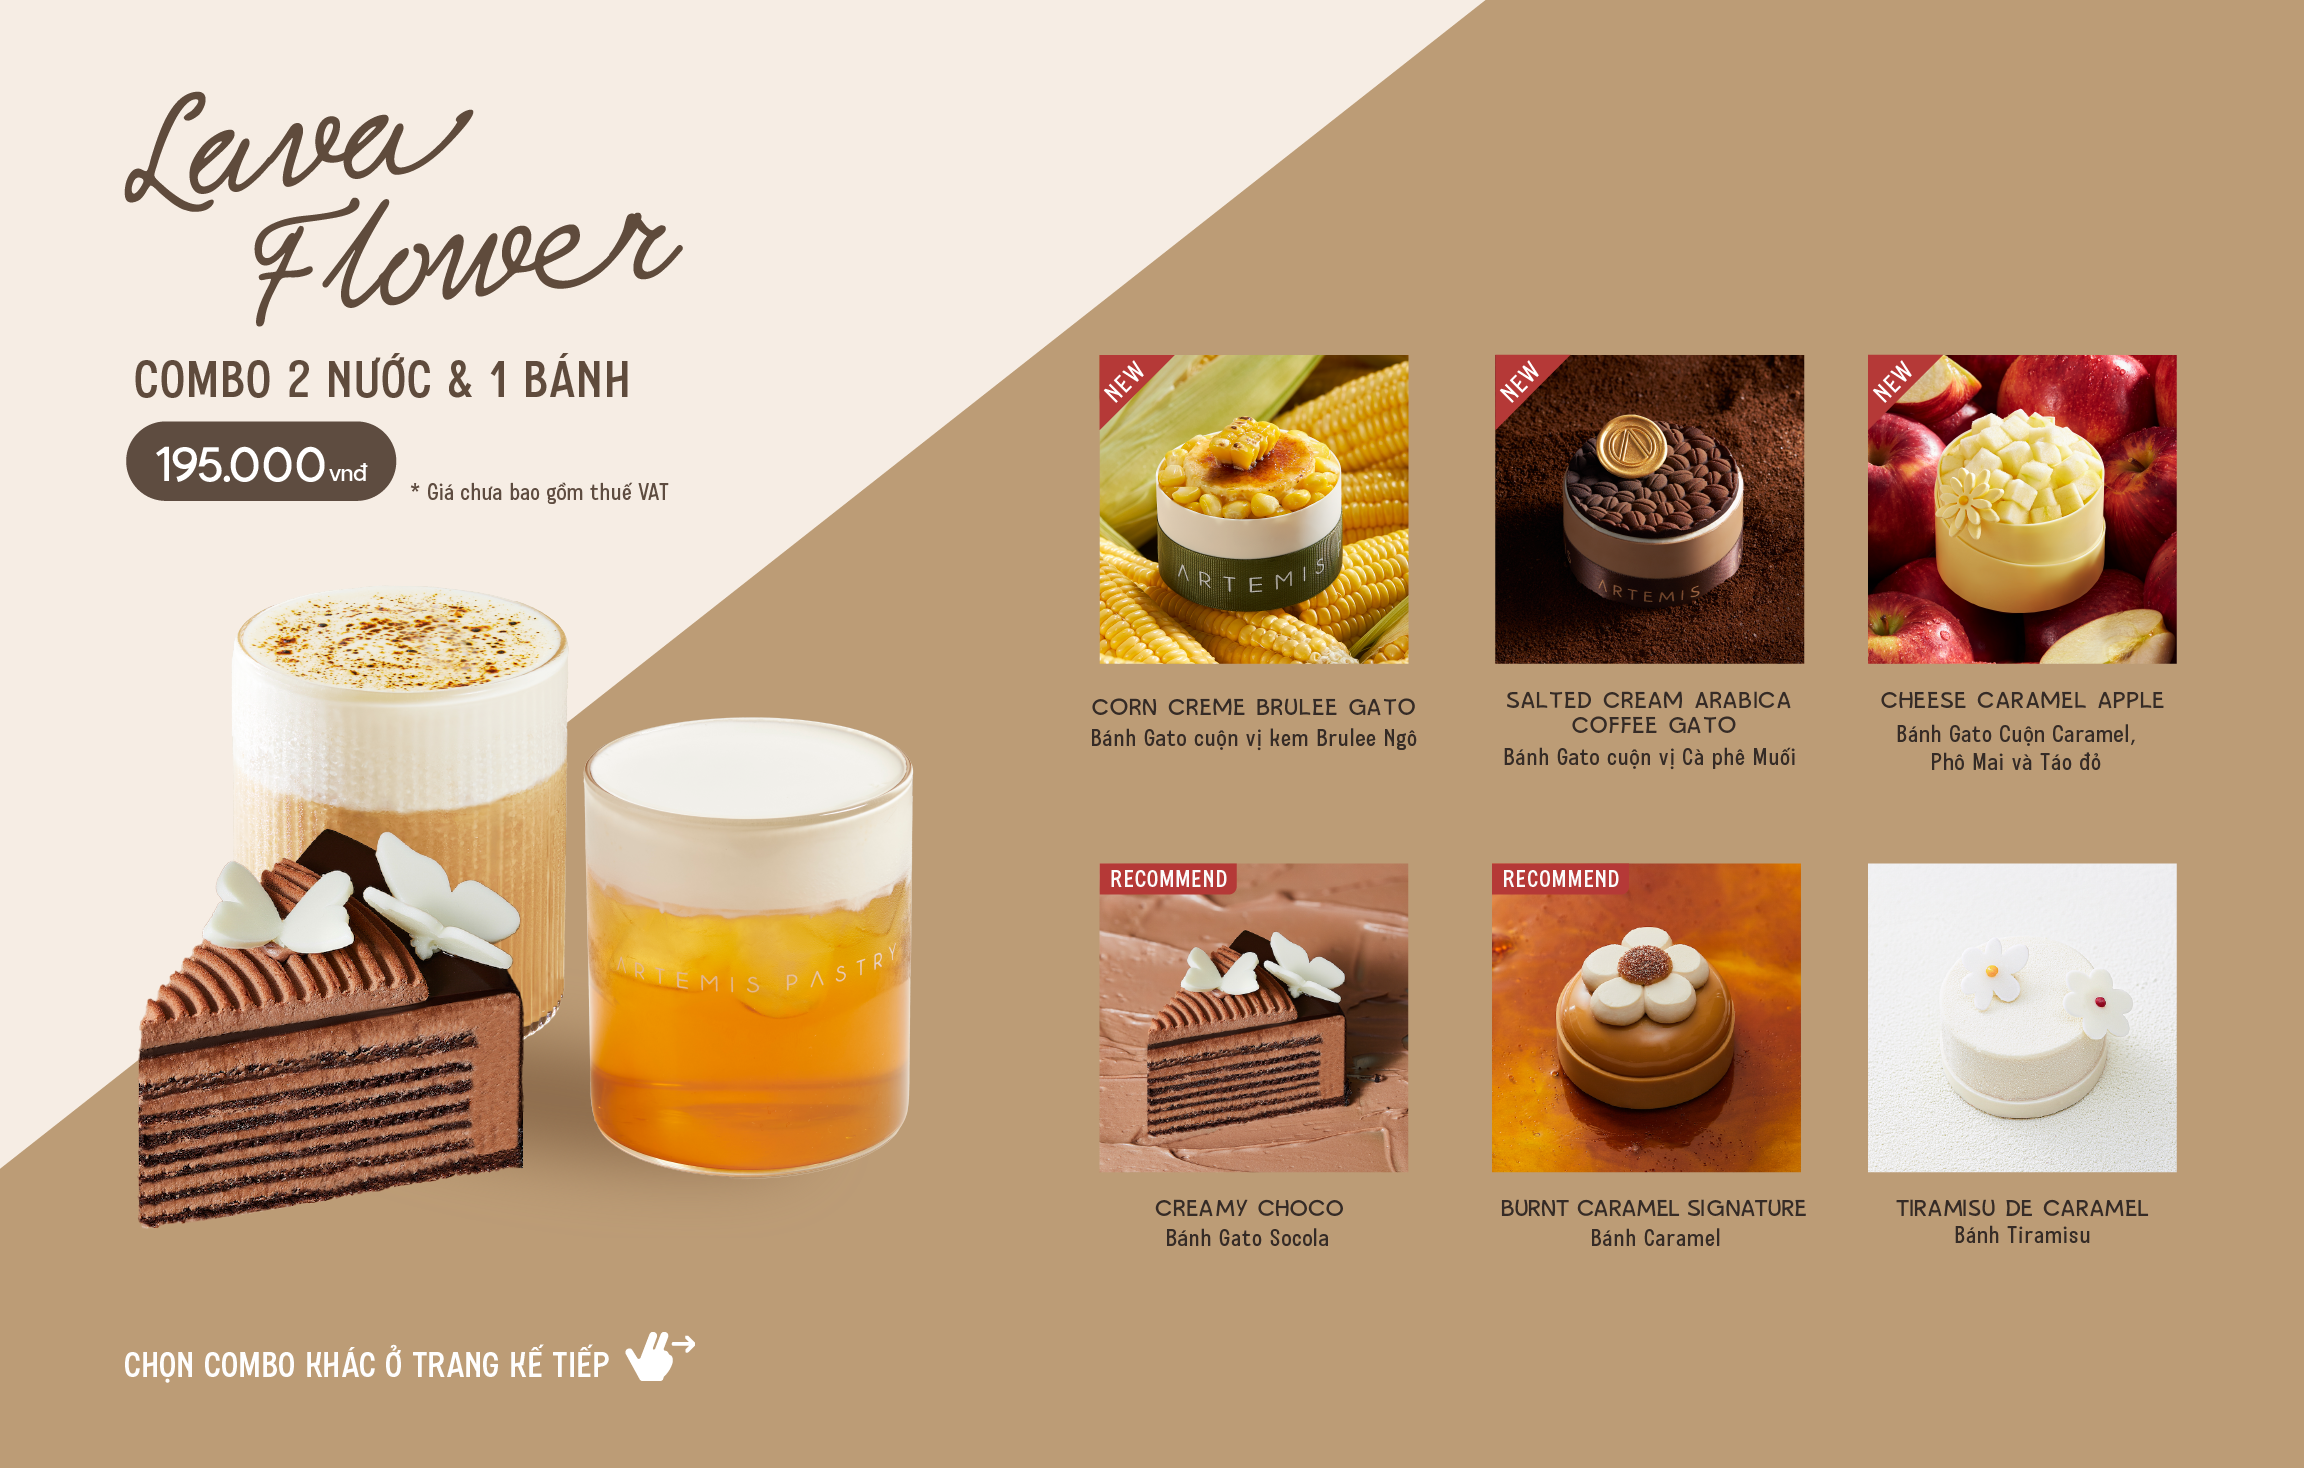 Lava
Flower
COMBO 2 NƯỚC & 1 BÁNH
195.000 vnđ
* Giá chưa bao gồm thuế VAT
ARTEMIS PASTRY
CHỌN COMBO KHÁC Ở TRANG KẾ TIẾP
NEW
ARTEMIS
CORN CREME BRULEE GATO
Bánh Gato cuộn vị kem Brulee Ngô
NEW
ARTEMIS
SALTED CREAM ARABICA
COFFEE GATO
Bánh Gato cuộn vị Cà phê Muối
NEW
CHEESE CARAMEL APPLE
Bánh Gato Cuộn Caramel,
Phô Mai và Táo đỏ
RECOMMEND
CREAMY CHOCO
Bánh Gato Socola
RECOMMEND
BURNT CARAMEL SIGNATURE
Bánh Caramel
TIRAMISU DE CARAMEL
Bánh Tiramisu